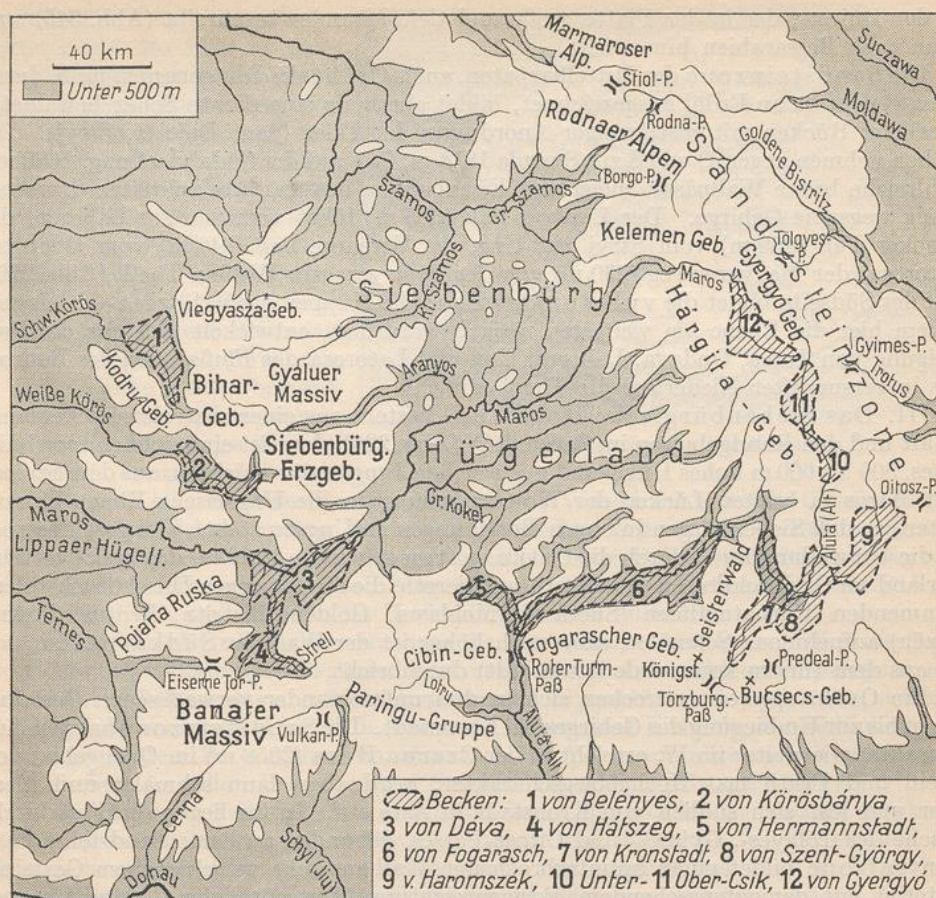 40 km
Unter 500 m
Marmaroser
Alp.
Stiol-P.
Suczawa
Moldawa
Rodna-P.
Rodnaer Alpen
Goldene Bistritz
Sandsteinzone
Borgo-P.
Szamos
Gr. Szamos
Kelemen Geb.
Tölgyes-
P.
Kl. Szamos
Siebenbürg.
Maros
Gyergyó Geb.
Schw. Körös
Vlegyasza-Geb.
1
12
Hárgita Geb.
Gyimes-P.
Trotus
Kodru-Geb.
Bihar-
Geb.
Gyáluer
Massiv
Aranyos
Weiße Körös
Maros
11
Siebenbürg.
Erzgeb.
Hügelland
2
10
Oitosz-P.
Maros
Gr. Kokel
Aluta (Alt)
9
Lippaer Hügell.
3
5
6
Geisterwald
Pojana Ruska
7
8
Temes
4
Strell
Cibin-Geb.
Fogarascher Geb.
Eiserne Tor-P.
Roter Turm-
Paß
Königsf.
Predeal-P.
Lotru
Törzburg-
Paß
Bucsecs-Geb.
Banater
Massiv
Vulkan-P.
Paringu-Gruppe
Aluta (Alt)
Cerna
Schyl (Jiu)
Donau
Becken: 1 von Belényes, 2 von Körösbánya,
3 von Déva, 4 von Hátszeg, 5 von Hermannstadt,
6 von Fogarasch, 7 von Kronstadt, 8 von Szent-György,
9 v. Haromszék, 10 Unter- 11 Ober-Csik, 12 von Gyergyó